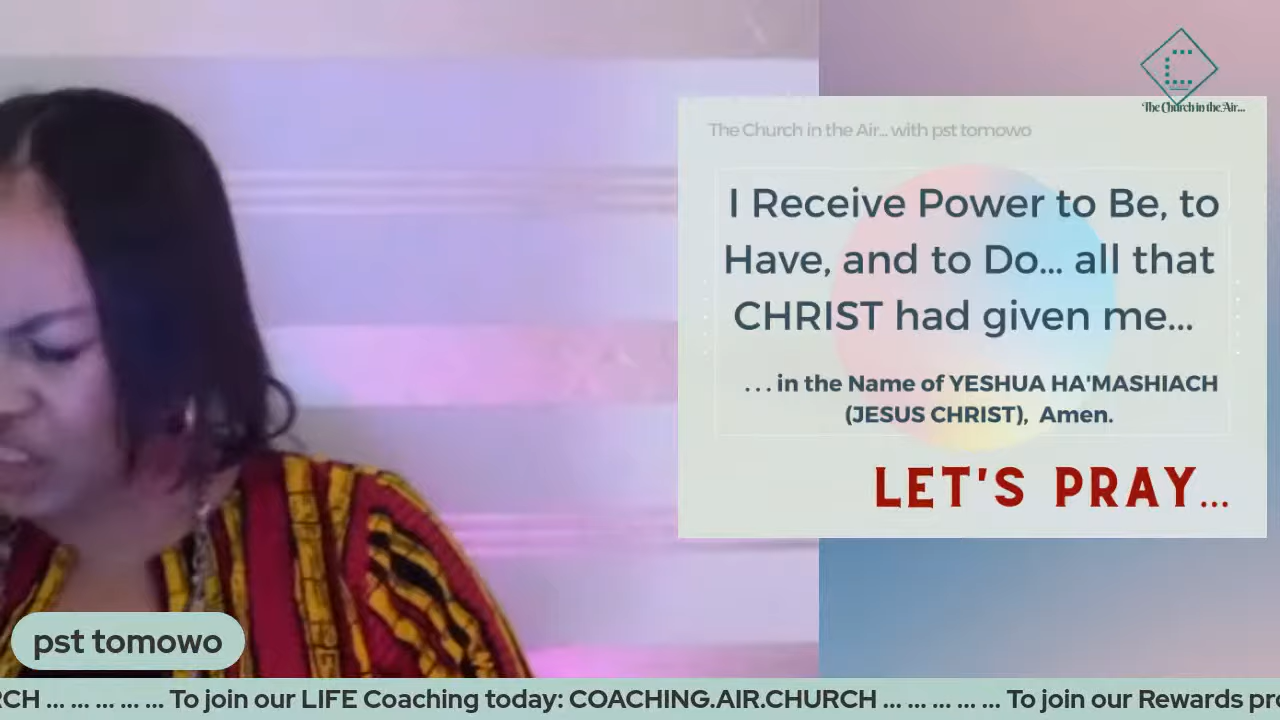 The Church in the Air...
The Church in the Air... with pst tomowo
I Receive Power to Be, to
Have, and to Do... all that
CHRIST had given me...
. . . in the Name of YESHUA HA'MASHIACH
(JESUS CHRIST), Amen.
LET'S PRAY...
pst tomowo
RCH ... ... ... ... ... To join our LIFE Coaching today: COACHING.AIR.CHURCH ... ... ... ... ... To join our Rewards pro